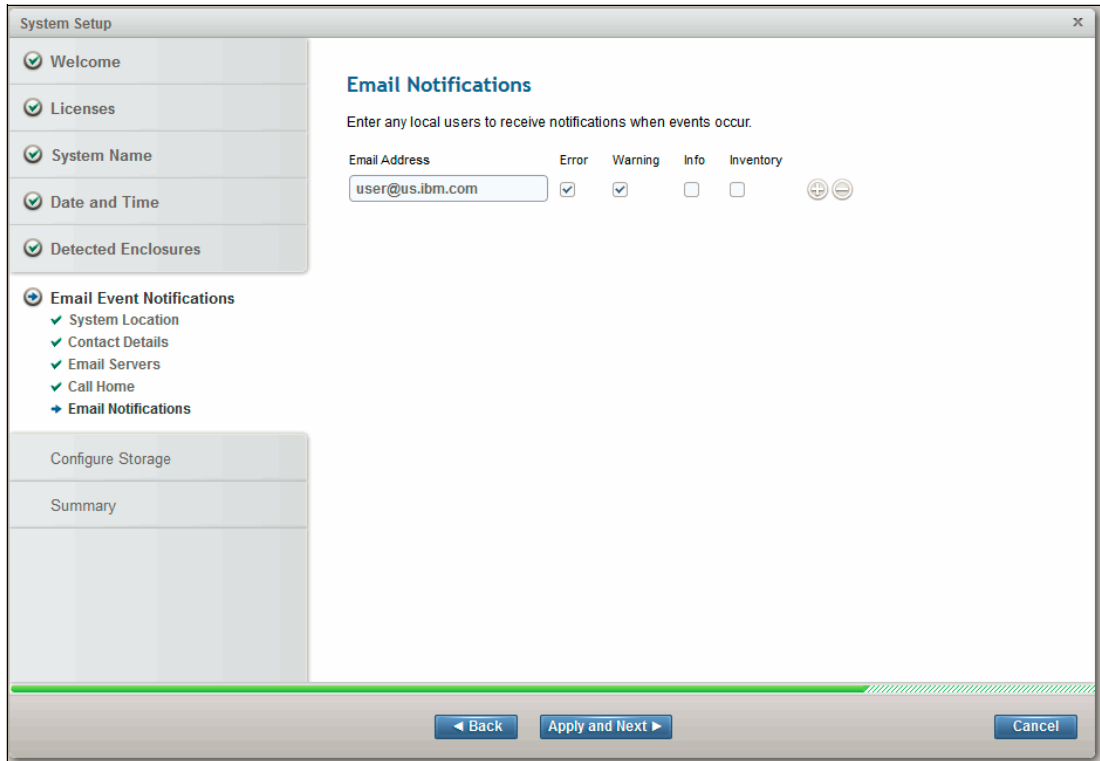 System Setup x
Welcome
Licenses
System Name
Date and Time
Detected Enclosures
Email Event Notifications
System Location
Contact Details
Email Servers
Call Home
Email Notifications
Configure Storage
Summary
Email Notifications
Enter any local users to receive notifications when events occur.
Email Address Error Warning Info Inventory
user@us.ibm.com
Back Apply and Next Cancel